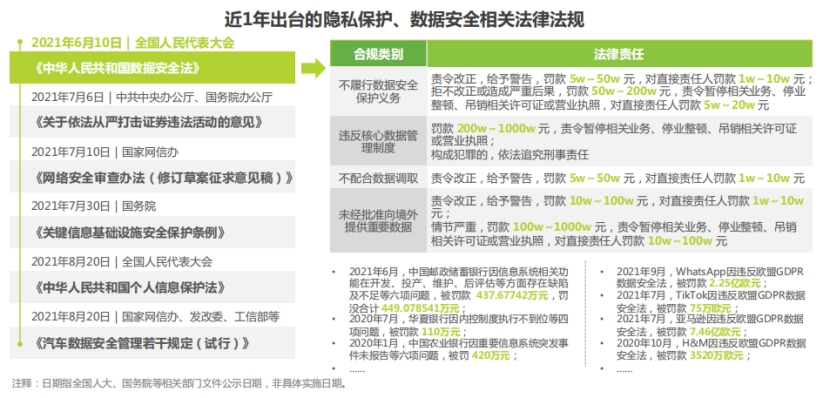 近1年出台的隐私保护、数据安全相关法律法规
2021年6月10日｜全国人民代表大会
《中华人民共和国数据安全法》
2021年7月6日｜中共中央办公厅、国务院办公厅
《关于依法从严打击证券违法活动的意见》
2021年7月10日｜国家网信办
《网络安全审查办法（修订草案征求意见稿）》
2021年7月30日｜国务院
《关键信息基础设施安全保护条例》
2021年8月20日｜全国人民代表大会
《中华人民共和国个人信息保护法》
2021年8月20日｜国家网信办、发改委、工信部等
《汽车数据安全管理若干规定（试行）》
合规类别
法律责任
不履行数据安全
保护义务
责令改正，给予警告，罚款 5w～50w 元，对直接责任人罚款 1w～10w 元；
拒不改正或造成严重后果，罚款 50w～200w 元，责令暂停相关业务、停业
整顿、吊销相关许可证或营业执照，对直接责任人罚款 5w～20w 元
违反核心数据管
理制度
罚款 200w～1000w 元，责令暂停相关业务、停业整顿、吊销相关许可证
或营业执照；
构成犯罪的，依法追究刑事责任
不配合数据调取
责令改正，给予警告，罚款 5w～50w 元，对直接责任人罚款 1w～10w 元
未经批准向境外
提供重要数据
责令改正，给予警告，罚款 10w～100w 元，对直接责任人罚款 1w～10w
元；
情节严重，罚款 100w～1000w 元，责令暂停相关业务、停业整顿、吊销
相关许可证或营业执照，对直接责任人罚款 10w～100w 元
• 2021年6月，中国邮政储蓄银行因信息系统相关功
能在开发、投产、维护、后评估等方面存在缺陷
及不足等六项问题，被罚款 437.67742万元，罚
没合计 449.078541万元；
• 2020年7月，华夏银行因内控制度执行不到位等四
项问题，被罚款 110万元；
• 2020年1月，中国农业银行因重要信息系统突发事
件未报告等六项问题，被罚 420万元；
• ......
• 2021年9月，WhatsApp因违反欧盟GDPR
数据安全法，被罚款 2.25亿欧元；
• 2021年7月，TikTok因违反欧盟GDPR数据
安全法，被罚款 75万欧元；
• 2021年7月，亚马逊因违反欧盟GDPR数据
安全法，被罚款 7.46亿欧元；
• 2020年10月，H&M因违反欧盟GDPR数据
安全法，被罚款 3520万欧元；
• ......
注释：日期指全国人大、国务院等相关部门文件公示日期，非具体实施日期。